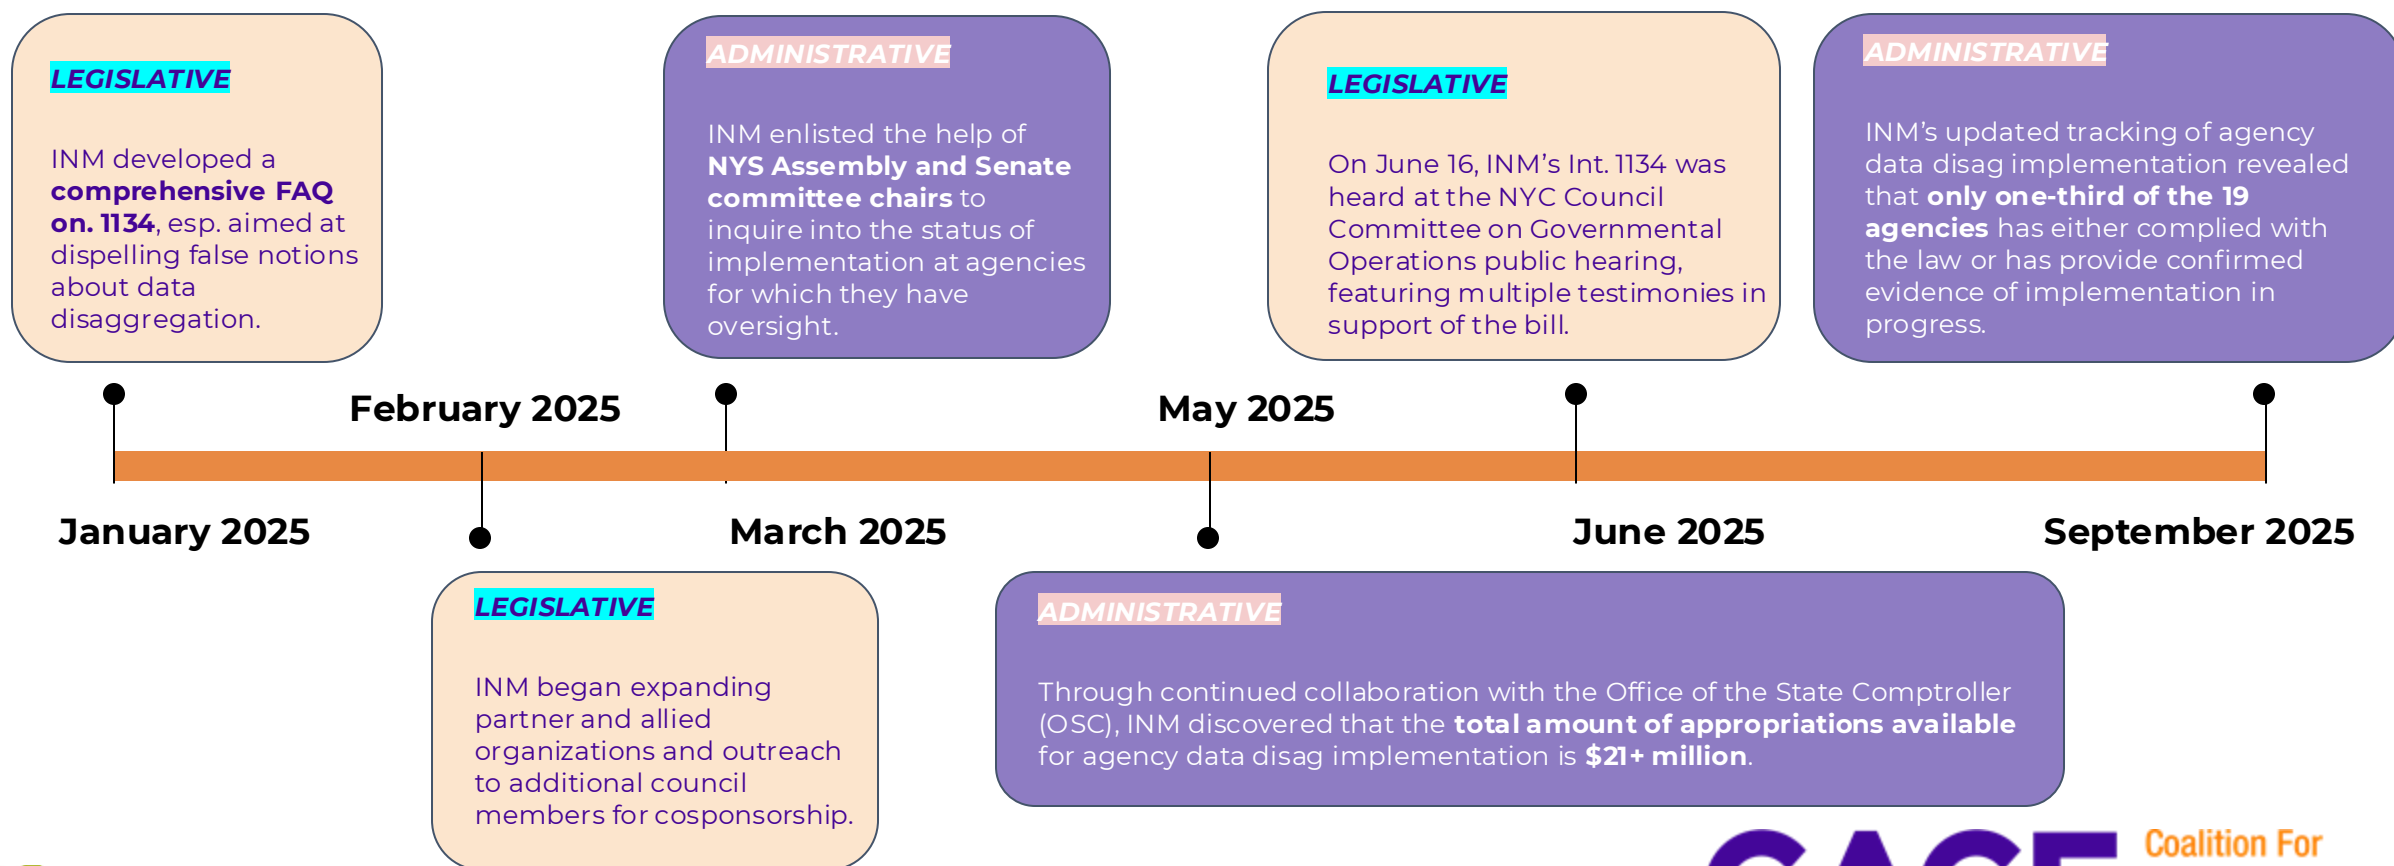 LEGISLATIVE
INM developed a
comprehensive FAQ
on. 1134, esp. aimed at
dispelling false notions
about data
disaggregation.
ADMINISTRATIVE
INM enlisted the help of
NYS Assembly and Senate
committee chairs to
inquire into the status of
implementation at agencies
for which they have
oversight.
LEGISLATIVE
On June 16, INM’s Int. 1134 was
heard at the NYC Council
Committee on Governmental
Operations public hearing,
featuring multiple testimonies in
support of the bill.
ADMINISTRATIVE
INM’s updated tracking of agency
data disag implementation revealed
that only one-third of the 19
agencies has either complied with
the law or has provide confirmed
evidence of implementation in
progress.
February 2025
May 2025
January 2025
March 2025
June 2025
September 2025
LEGISLATIVE
INM began expanding
partner and allied
organizations and outreach
to additional council
members for cosponsorship.
ADMINISTRATIVE
Through continued collaboration with the Office of the State Comptroller
(OSC), INM discovered that the total amount of appropriations available
for agency data disag implementation is $21+ million.
Coalition For